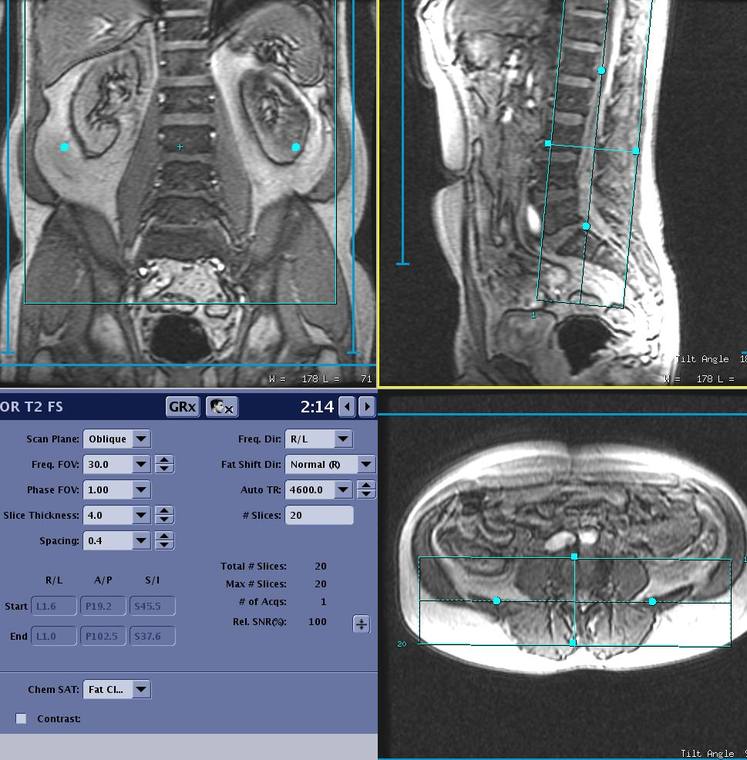 W = 178 L = 71
1
Tilt Angle 18
W = 178 L =
OR T2 FS GRx 2:14
Scan Plane: Oblique Freq. Dir: R/L
Freq. FOV: 30.0 Fat Shift Dir: Normal (R)
Phase FOV: 1.00 Auto TR: 4600.0
Slice Thickness: 4.0 # Slices: 20
Spacing: 0.4
Total # Slices: 20
R/L A/P S/I Max # Slices: 20
# of Acqs: 1
Start L1.6 P19.2 S45.5
Rel. SNR(%): 100
End L1.0 P102.5 S37.6
Chem SAT: Fat Cl...
Contrast:
20
Tilt Angle